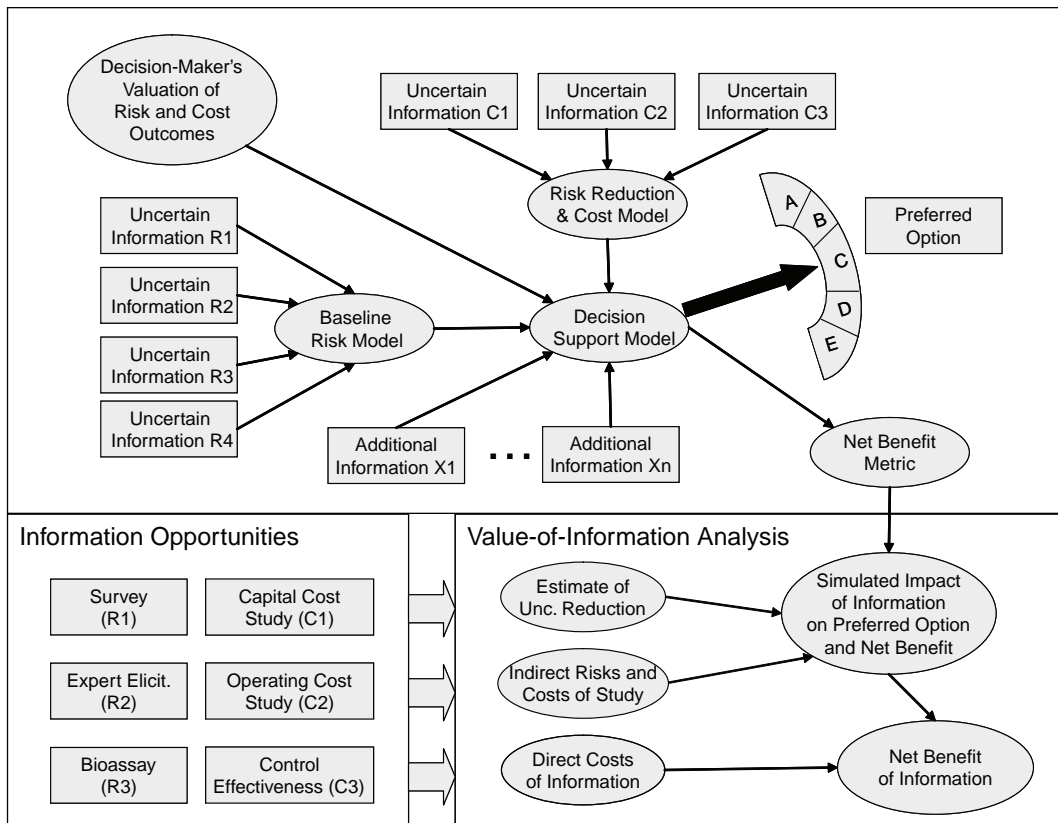 Decision-Maker's
Valuation of
Risk and Cost
Outcomes
Uncertain
Information C1
Uncertain
Information C2
Uncertain
Information C3
Risk Reduction
& Cost Model
A
B
C
D
E
Preferred
Option
Uncertain
Information R1
Uncertain
Information R2
Uncertain
Information R3
Uncertain
Information R4
Baseline
Risk Model
Decision
Support Model
Additional
Information X1
...
Additional
Information Xn
Net Benefit
Metric
Information Opportunities
Survey
(R1)
Capital Cost
Study (C1)
Expert Elicit.
(R2)
Operating Cost
Study (C2)
Bioassay
(R3)
Control
Effectiveness (C3)
Value-of-Information Analysis
Estimate of
Unc. Reduction
Simulated Impact
of Information
on Preferred Option
and Net Benefit
Indirect Risks and
Costs of Study
Direct Costs
of Information
Net Benefit
of Information